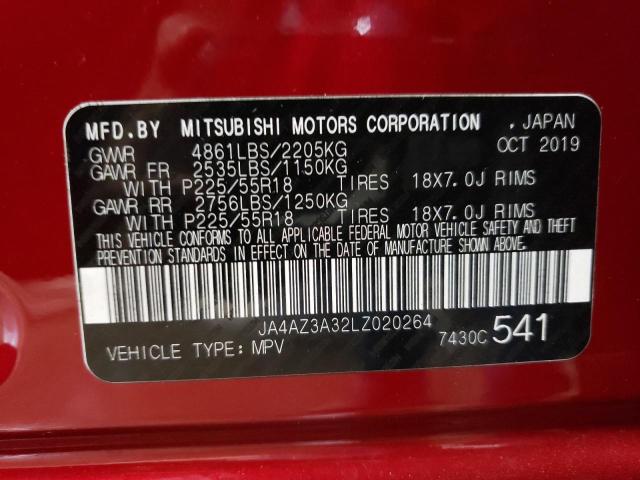 MFD.BY MITSUBISHI MOTORS CORPORATION . JAPAN
GVWR 4861LBS/2205KG OCT 2019
GAWR FR 2535LBS/1150KG
WITH P225/55R18 TIRES 18X7.0J RIMS
GAWR RR 2756LBS/1250KG
WITH P225/55R18 TIRES 18X7.0J RIMS
THIS VEHICLE CONFORMS TO ALL APPLICABLE FEDERAL MOTOR VEHICLE SAFETY AND THEFT
PREVENTION STANDARDS IN EFFECT ON THE DATE OF MANUFACTURE SHOWN ABOVE.
JA4AZ3A32LZ020264
VEHICLE TYPE: MPV 7430C 541